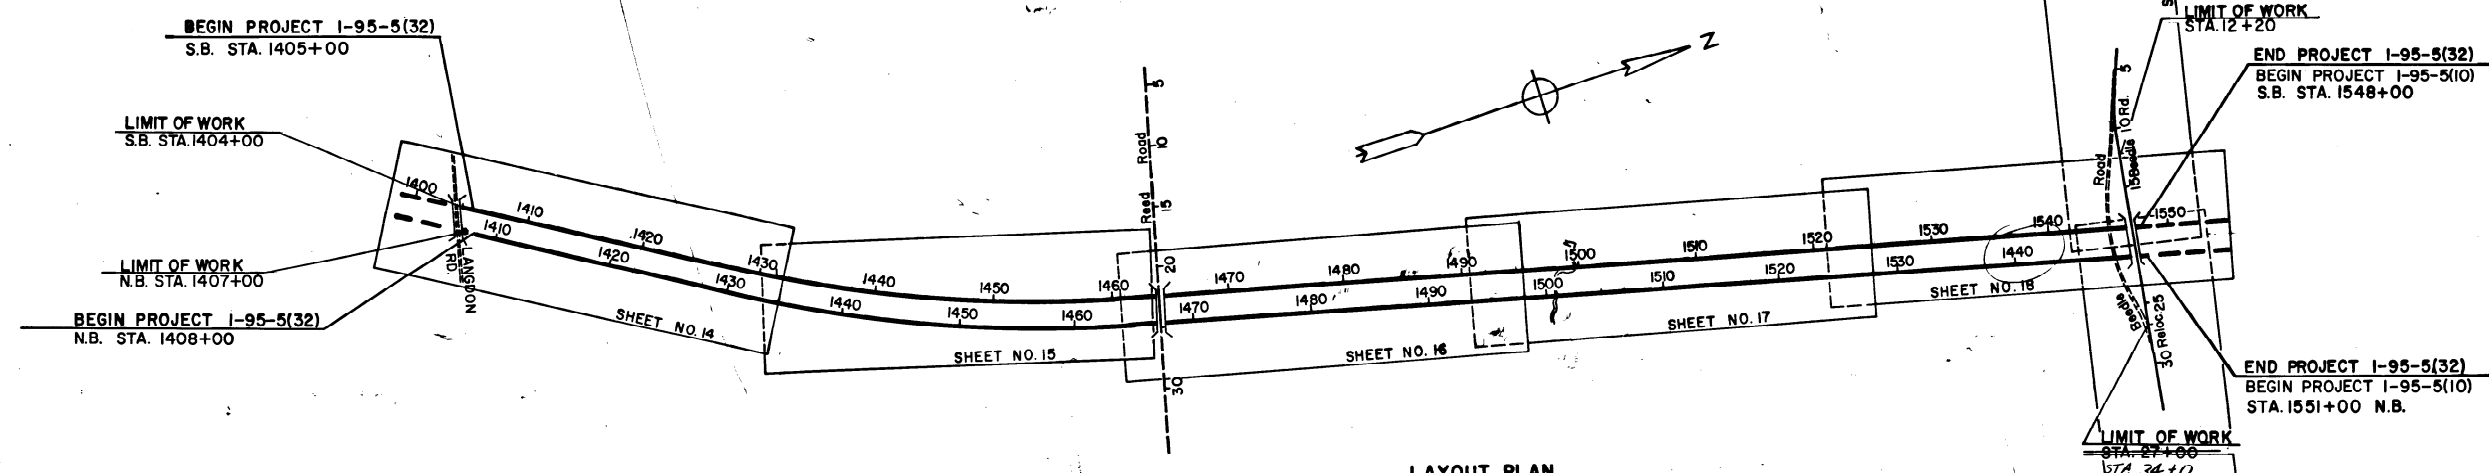 BEGIN PROJECT I-95-5(32)
S.B. STA. 1405+00
LIMIT OF WORK
S.B. STA. 1404+00
LIMIT OF WORK
N.B. STA. 1407+00
BEGIN PROJECT I-95-5(32)
N.B. STA. 1408+00
LANGDON
RD.
1400
1410
1420
1430
1440
1450
1460
1470
1480
1490
1500
1510
1520
1530
1540
1550
1410
1420
1430
1440
1450
1460
1470
1480
1490
1500
1510
1520
1530
1440
SHEET NO. 14
SHEET NO. 15
SHEET NO. 16
SHEET NO. 17
SHEET NO. 18
Reed Road
5
10
15
20
30
N
LIMIT OF WORK
STA. 12+20
END PROJECT I-95-5(32)
BEGIN PROJECT I-95-5(10)
S.B. STA. 1548+00
5
10 Rd.
15 Beedle
Road
Beedle
25
30 Reloc.
END PROJECT I-95-5(32)
BEGIN PROJECT I-95-5(10)
STA. 1551+00 N.B.
LIMIT OF WORK
STA. 27+00
LAYOUT PLAN